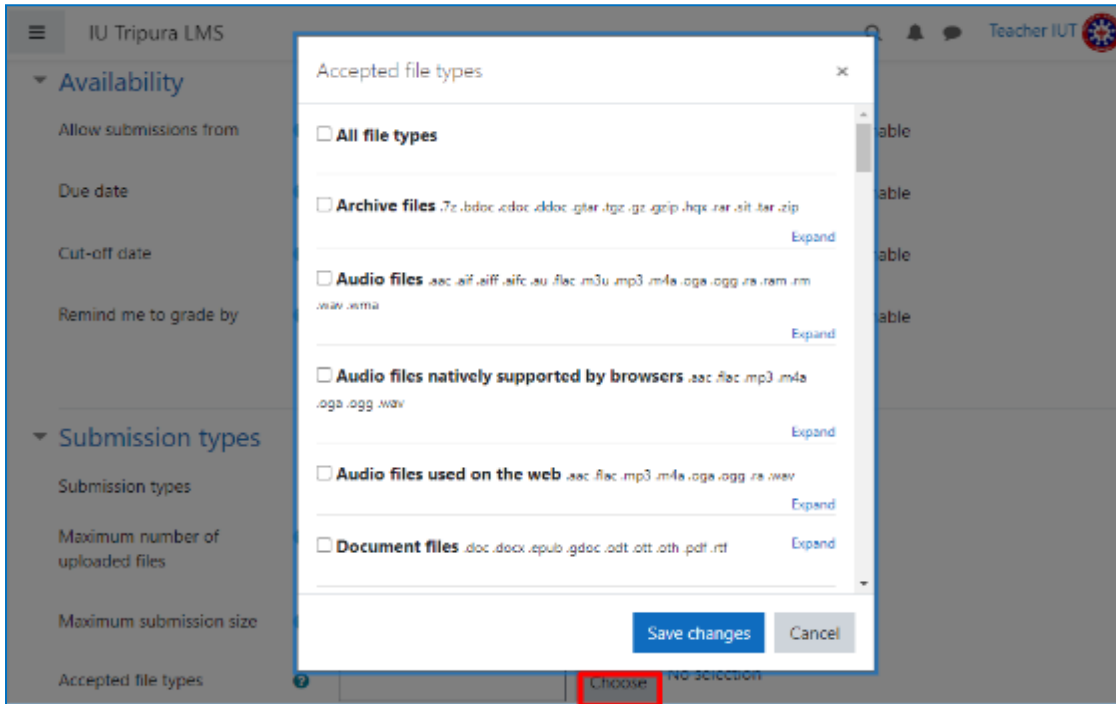 IU Tripura LMS
Teacher IUT
Accepted file types
×
Availability
Allow submissions from
able
Due date
able
Cut-off date
able
Remind me to grade by
able
All file types
Archive files .7z .bdoc .cdoc .ddoc .gtar .tgz .gz .gzip .hqx .rar .sit .tar .zip
Expand
Audio files .aac .aif .aiff .aifc .au .flac .m3u .mp3 .m4a .oga .ogg .ra .ram .rm
.wav .wma
Expand
Audio files natively supported by browsers .aac .flac .mp3 .m4a
.oga .ogg .wav
Expand
Audio files used on the web .aac .flac .mp3 .m4a .oga .ogg .ra .wav
Expand
Document files .doc .docx .epub .gdoc .odt .ott .oth .pdf .rtf Expand
Save changes Cancel
Submission types
Submission types
Maximum number of
uploaded files
Maximum submission size
Accepted file types ? Choose No selection